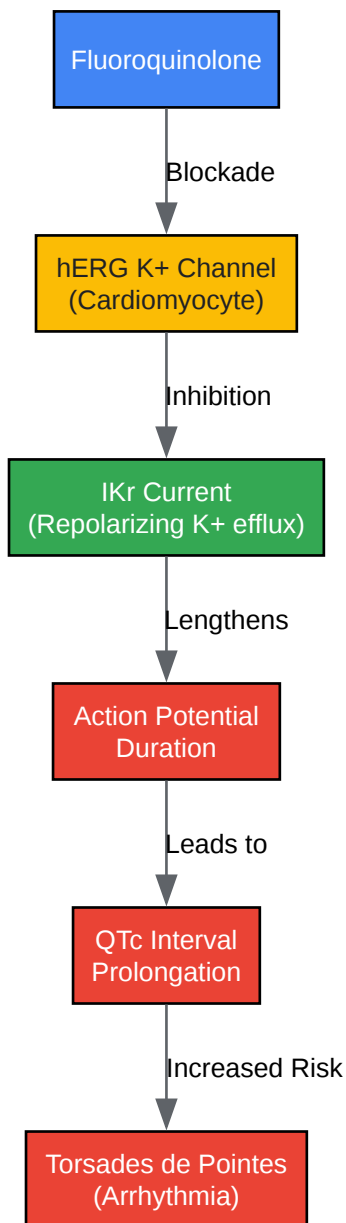 Fluoroquinolone
Blockade
hERG K+ Channel
(Cardiomyocyte)
Inhibition
IKr Current
(Repolarizing K+ efflux)
Lengthens
Action Potential
Duration
Leads to
QTc Interval
Prolongation
Increased Risk
Torsades de Pointes
(Arrhythmia)